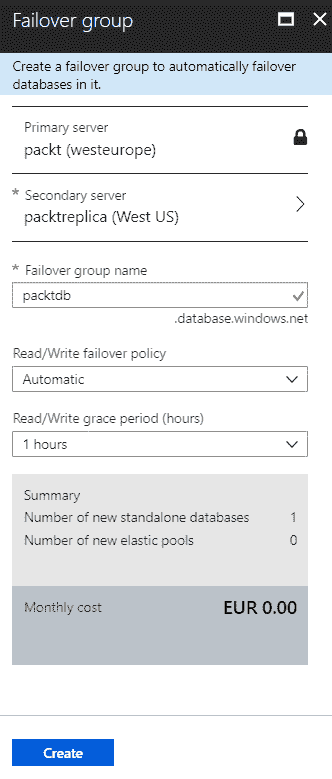 Failover group
Create a failover group to automatically failover
databases in it.
Primary server
packt (westeurope)
* Secondary server
packtreplica (West US)
* Failover group name
packtdb
.database.windows.net
Read/Write failover policy
Automatic
Read/Write grace period (hours)
1 hours
Summary
Number of new standalone databases 1
Number of new elastic pools 0
Monthly cost EUR 0.00
Create